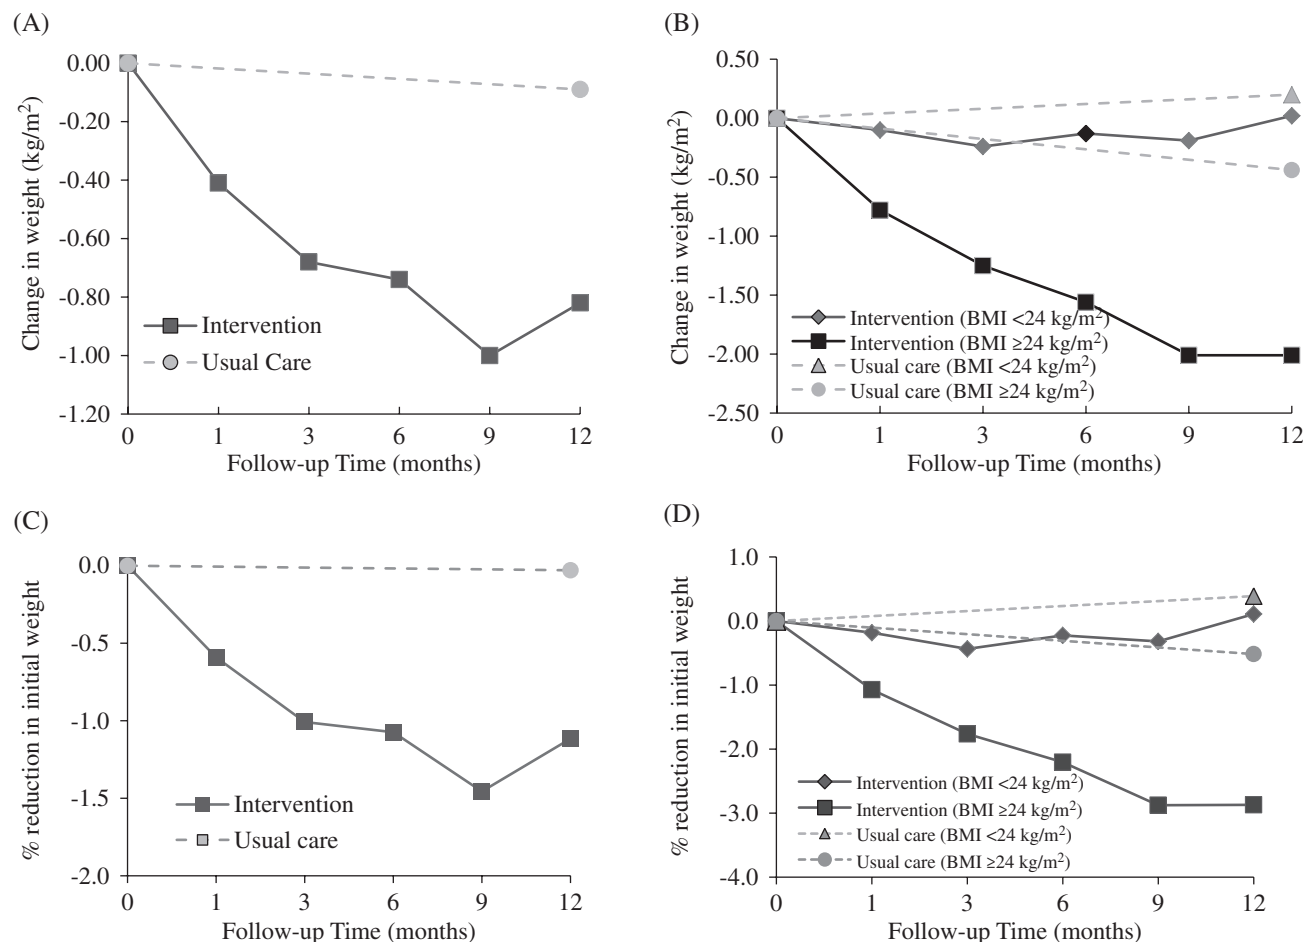 (A)
0.00
-0.20
-0.40
-0.60
-0.80
-1.00
-1.20
Change in weight (kg/m²)
Intervention
Usual Care
0 1 3 6 9 12
Follow-up Time (months)
(B)
0.50
0.00
-0.50
-1.00
-1.50
-2.00
-2.50
Change in weight (kg/m²)
Intervention (BMI <24 kg/m²)
Intervention (BMI ≥24 kg/m²)
Usual care (BMI <24 kg/m²)
Usual care (BMI ≥24 kg/m²)
0 1 3 6 9 12
Follow-up Time (months)
(C)
0.0
-0.5
-1.0
-1.5
-2.0
% reduction in initial weight
Intervention
Usual care
0 1 3 6 9 12
Follow-up Time (months)
(D)
1.0
0.0
-1.0
-2.0
-3.0
-4.0
% reduction in initial weight
Intervention (BMI <24 kg/m²)
Intervention (BMI ≥24 kg/m²)
Usual care (BMI <24 kg/m²)
Usual care (BMI ≥24 kg/m²)
0 1 3 6 9 12
Follow-up Time (months)